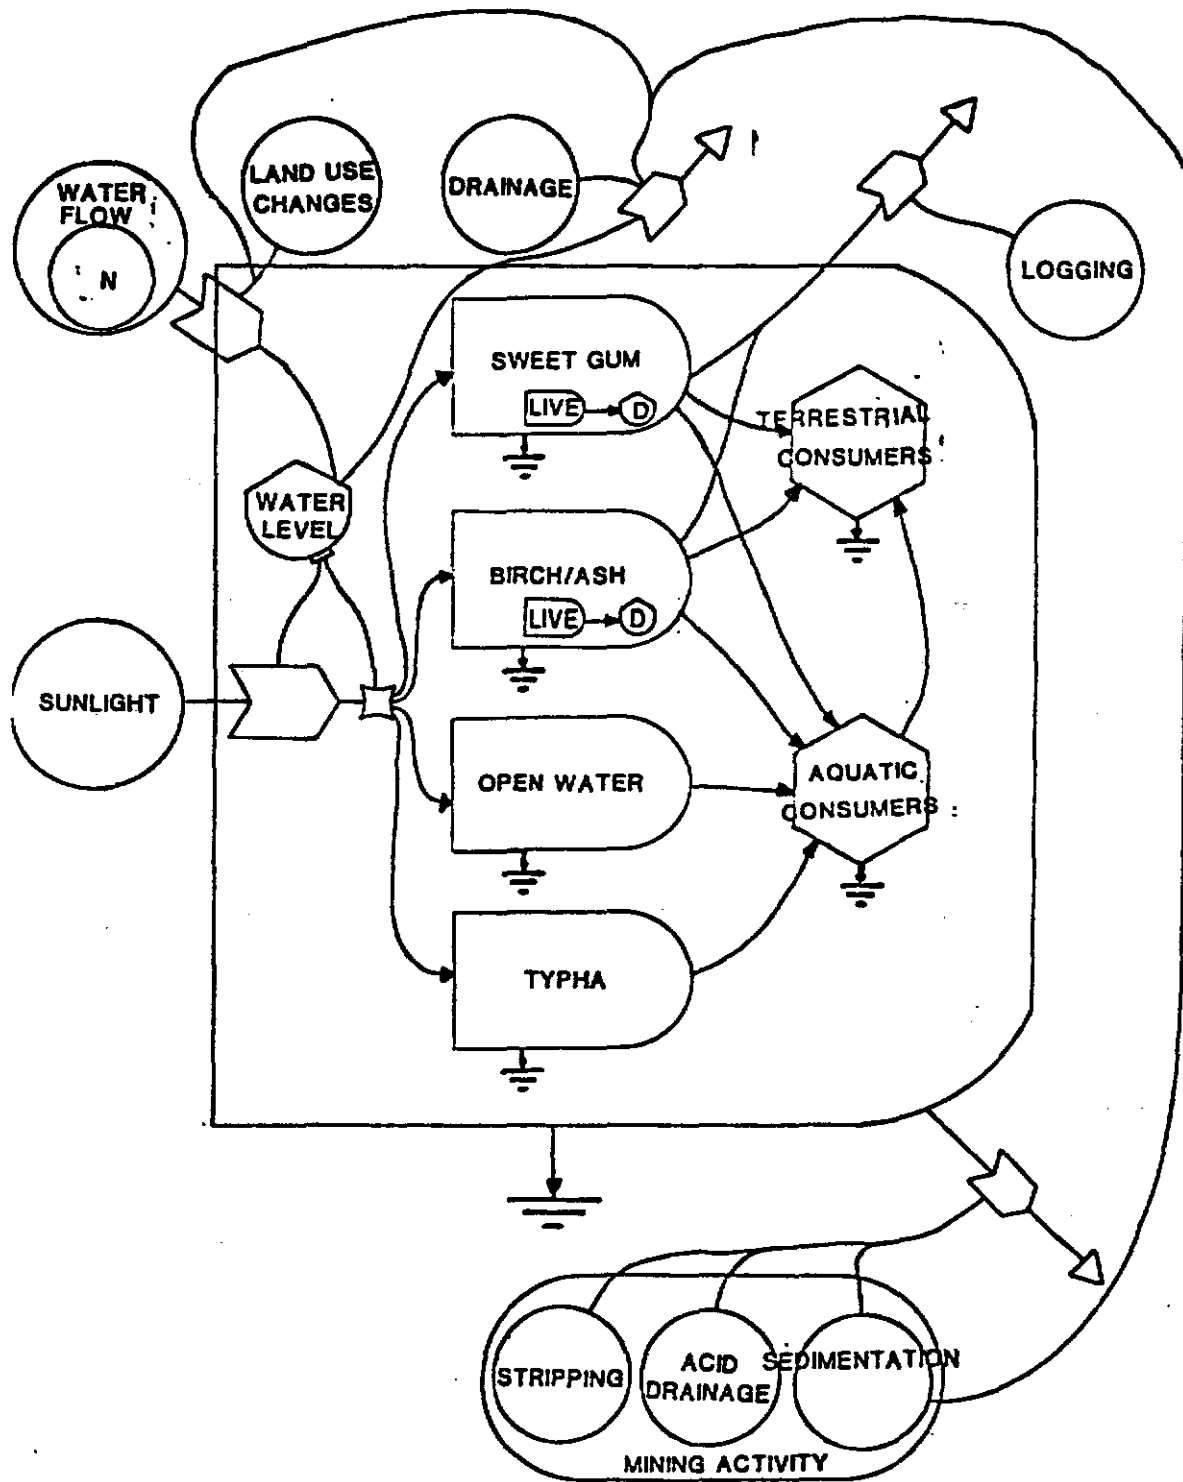 LAND USE
CHANGES
DRAINAGE
WATER
FLOW
N
LOGGING
SWEET GUM
LIVE
D
TERRESTRIAL
CONSUMERS
WATER
LEVEL
BIRCH/ASH
LIVE
D
SUNLIGHT
OPEN WATER
AQUATIC
CONSUMERS
TYPHA
STRIPPING
ACID
DRAINAGE
SEDIMENTATION
MINING ACTIVITY